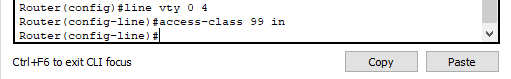 Router(config)#line vty 0 4
Router(config-line)#access-class 99 in
Router(config-line)#
Ctrl+F6 to exit CLI focus
Copy
Paste